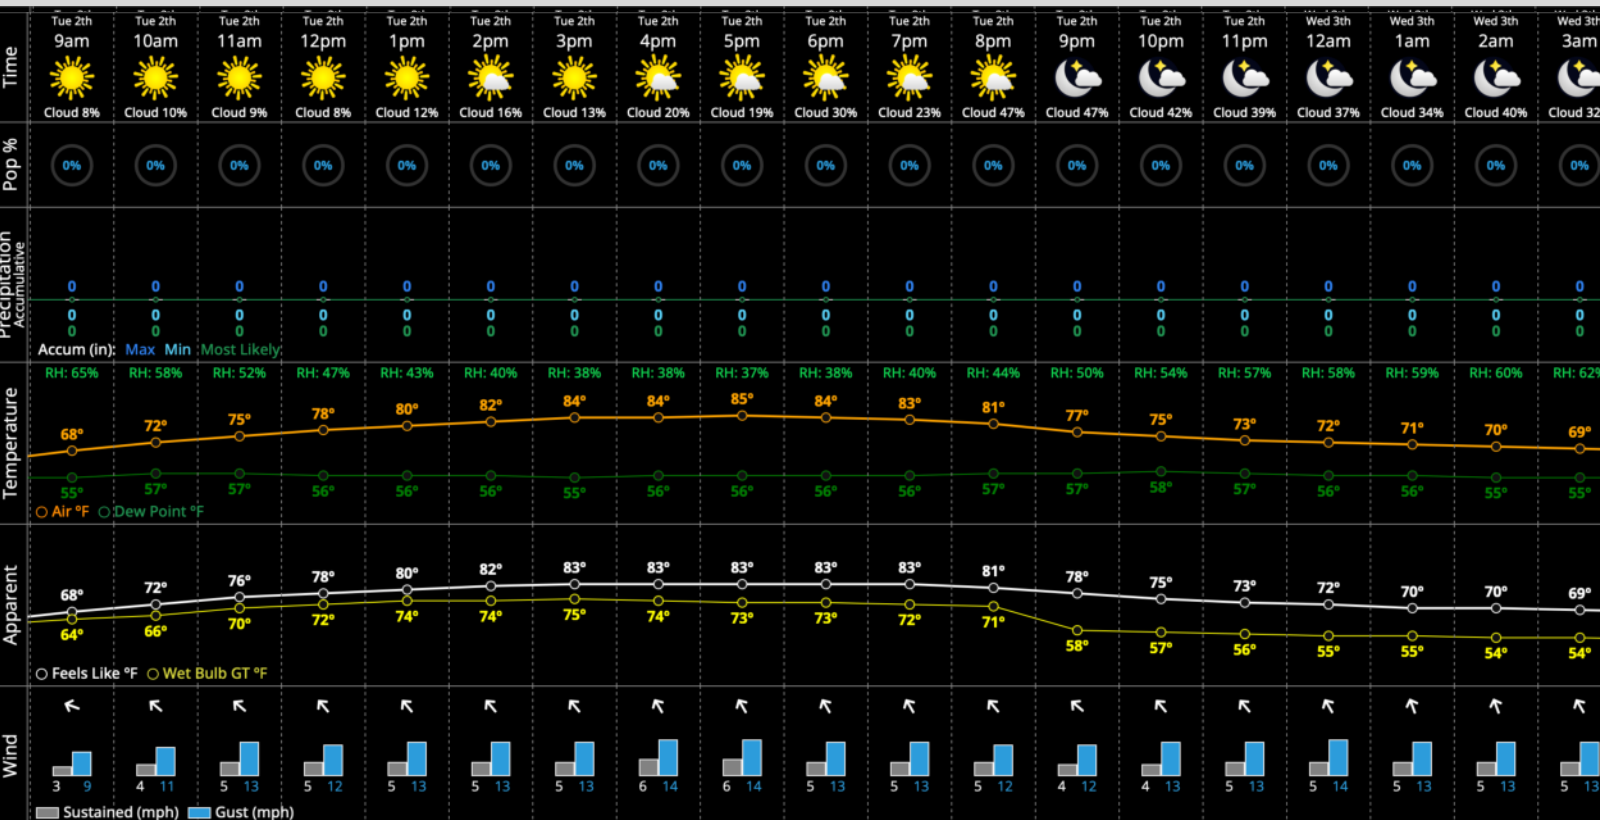 Tue 2th Tue 2th Tue 2th Tue 2th Tue 2th Tue 2th Tue 2th Tue 2th Tue 2th Tue 2th Tue 2th Tue 2th Tue 2th Tue 2th Tue 2th Wed 3th Wed 3th Wed 3th Wed 3th
Time
9am 10am 11am 12pm 1pm 2pm 3pm 4pm 5pm 6pm 7pm 8pm 9pm 10pm 11pm 12am 1am 2am 3am
Cloud 8% Cloud 10% Cloud 9% Cloud 8% Cloud 12% Cloud 16% Cloud 13% Cloud 20% Cloud 19% Cloud 30% Cloud 23% Cloud 47% Cloud 47% Cloud 42% Cloud 39% Cloud 37% Cloud 34% Cloud 40% Cloud 32
Pop %
0% 0% 0% 0% 0% 0% 0% 0% 0% 0% 0% 0% 0% 0% 0% 0% 0% 0% 0%
Precipitation
Accumulative
0 0 0 0 0 0 0 0 0 0 0 0 0 0 0 0 0 0 0
0 0 0 0 0 0 0 0 0 0 0 0 0 0 0 0 0 0 0
0 0 0 0 0 0 0 0 0 0 0 0 0 0 0 0 0 0 0
Accum (in): Max Min Most Likely
Temperature
RH: 65% RH: 58% RH: 52% RH: 47% RH: 43% RH: 40% RH: 38% RH: 38% RH: 37% RH: 38% RH: 40% RH: 44% RH: 50% RH: 54% RH: 57% RH: 58% RH: 59% RH: 60% RH: 62%
68° 72° 75° 78° 80° 82° 84° 84° 85° 84° 83° 81° 77° 75° 73° 72° 71° 70° 69°
55° 57° 57° 56° 56° 56° 55° 56° 56° 56° 56° 57° 57° 58° 57° 56° 56° 55° 55°
Air °F Dew Point °F
Apparent
68° 72° 76° 78° 80° 82° 83° 83° 83° 83° 83° 81° 78° 75° 73° 72° 70° 70° 69°
64° 66° 70° 72° 74° 74° 75° 74° 73° 73° 72° 71° 58° 57° 56° 55° 55° 54° 54°
Feels Like °F Wet Bulb GT °F
Wind
3 9 4 11 5 13 5 12 5 13 5 13 5 13 6 14 6 14 5 13 5 13 5 12 4 12 4 13 5 13 5 14 5 13 5 13 5 13
Sustained (mph) Gust (mph)